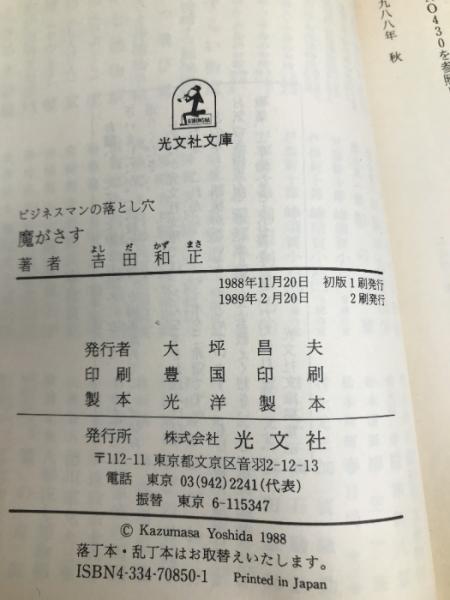 光文社文庫
ビジネスマンの落とし穴
魔がさす
よし だ かず まさ
著者 吉田和正
1988年11月20日 初版1刷発行
1989年2月20日 2刷発行
発行者 大坪昌夫
印刷 豊国印刷
製本 光洋製本
発行所 株式会社 光文社
〒112-11 東京都文京区音羽2-12-13
電話 東京 03(942)2241(代表)
振替 東京 6-115347
© Kazumasa Yoshida 1988
落丁本・乱丁本はお取替えいたします。
ISBN4-334-70850-1 Printed in Japan
O430を参照
九八八年 秋